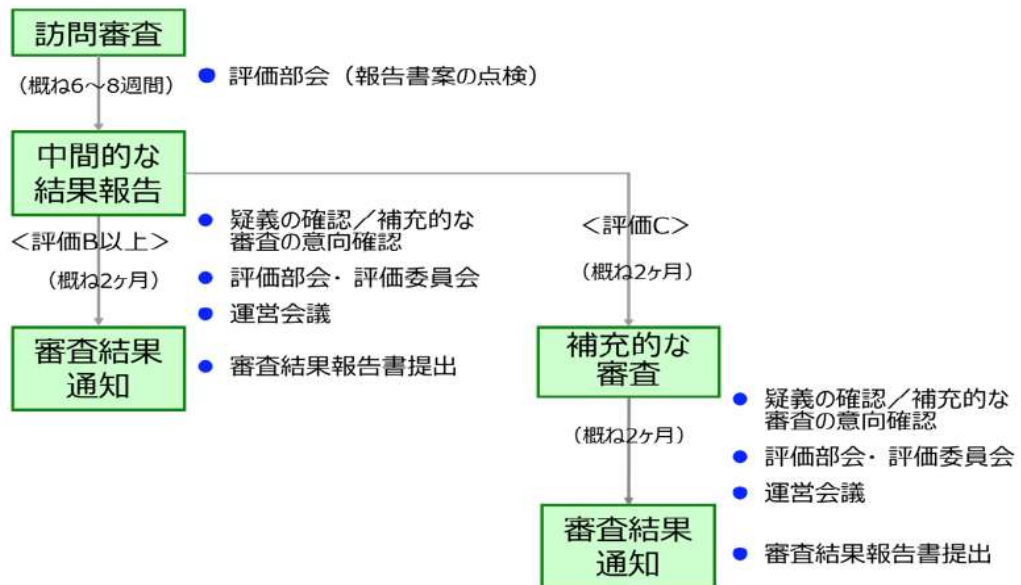 訪問審査
（概ね6～8週間）
● 評価部会（報告書案の点検）
中間的な
結果報告
＜評価B以上＞
（概ね2ヶ月）
● 疑義の確認／補充的な
審査の意向確認
● 評価部会・評価委員会
● 運営会議
審査結果
通知
● 審査結果報告書提出
＜評価C＞
（概ね2ヶ月）
補充的な
審査
（概ね2ヶ月）
● 疑義の確認／補充的な
審査の意向確認
● 評価部会・評価委員会
● 運営会議
審査結果
通知
● 審査結果報告書提出